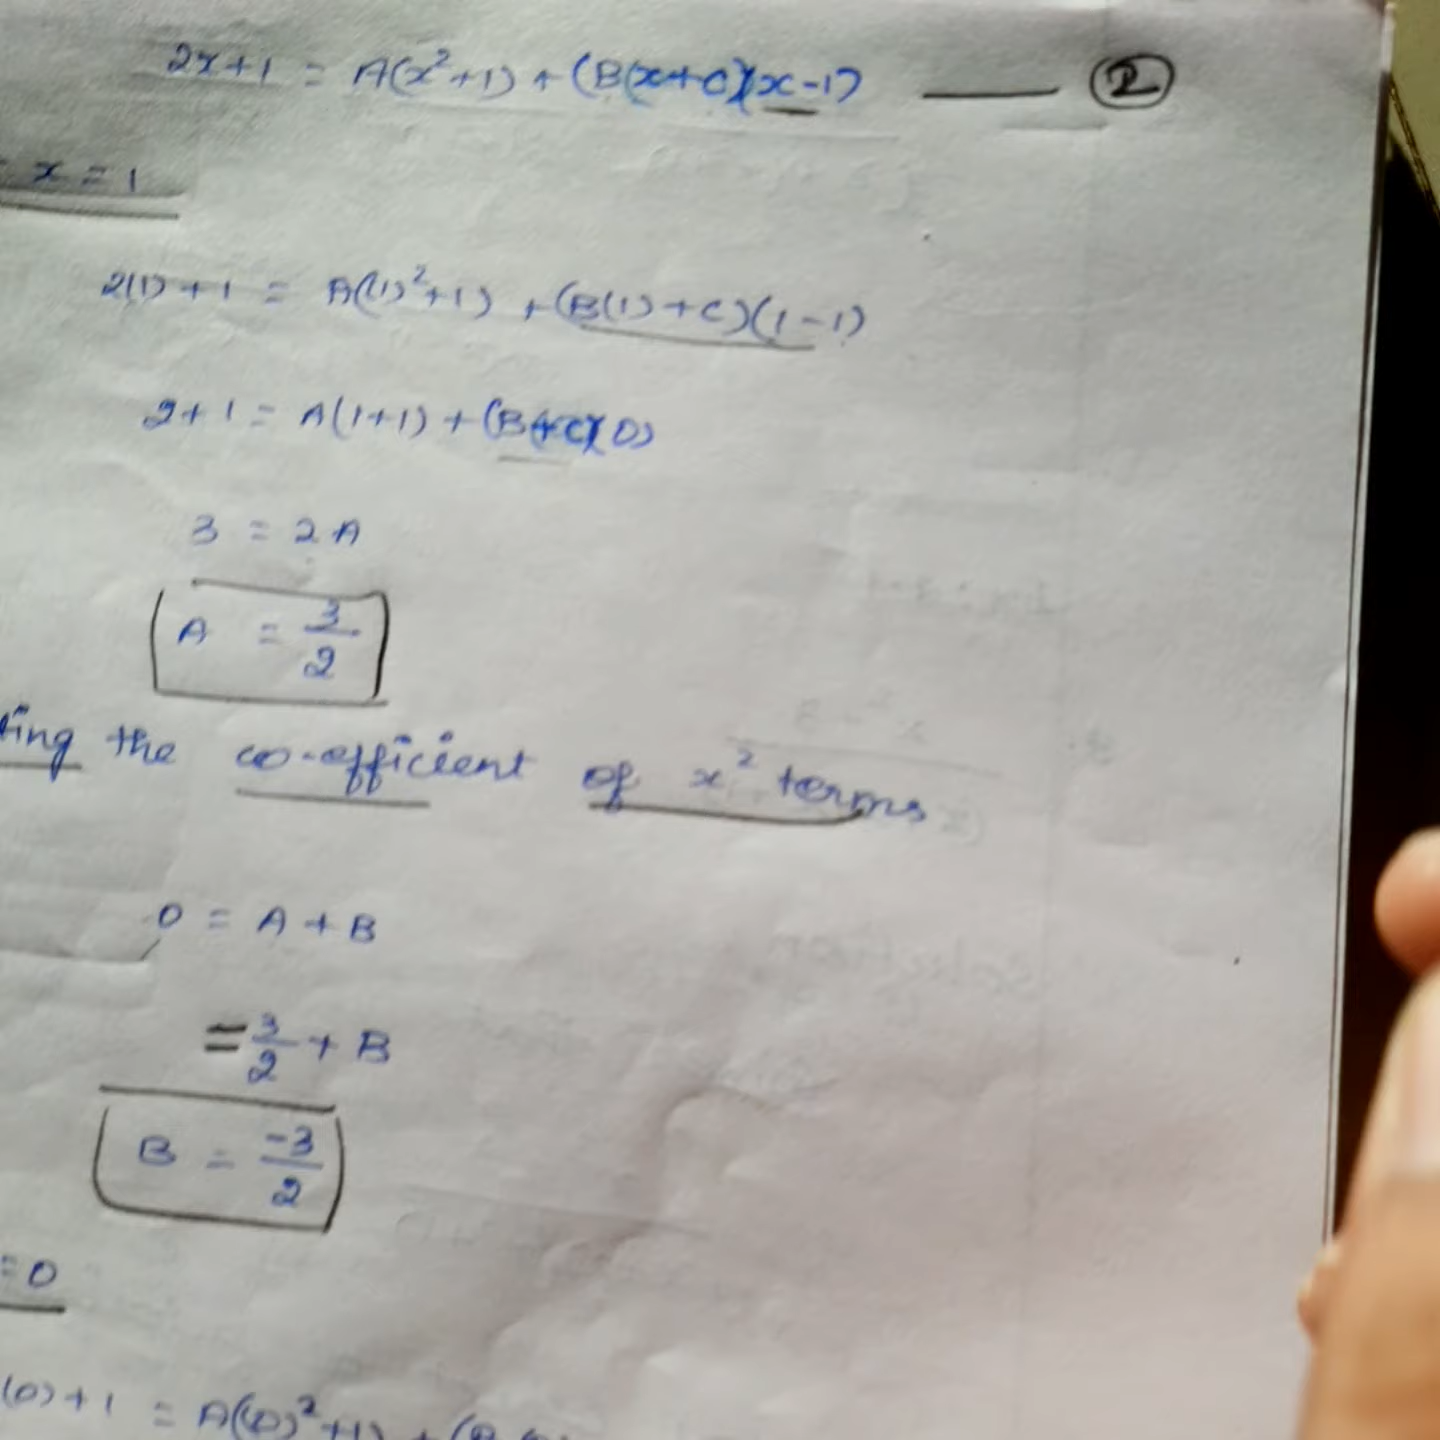 2x+1 = A(x²+1) + (B(x+C)(x-1) — 2
x = 1
2(1)+1 = A((1)²+1) + (B(1)+C)(1-1)
2+1 = A(1+1) + (B+C)(0)
3 = 2A
A = 3/2
ting the co-efficient of x² terms
0 = A + B
= 3/2 + B
B = -3/2
= 0
(0)+1 = A((0)²+1) + (B